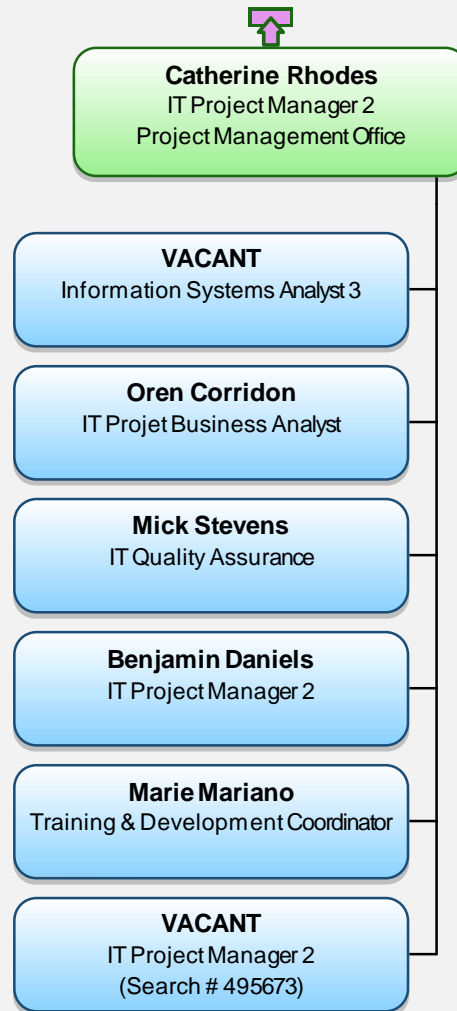 Catherine Rhodes
IT Project Manager 2
Project Management Office
VACANT
Information Systems Analyst 3
Oren Corridon
IT Projet Business Analyst
Mick Stevens
IT Quality Assurance
Benjamin Daniels
IT Project Manager 2
Marie Mariano
Training & Development Coordinator
VACANT
IT Project Manager 2
(Search # 495673)